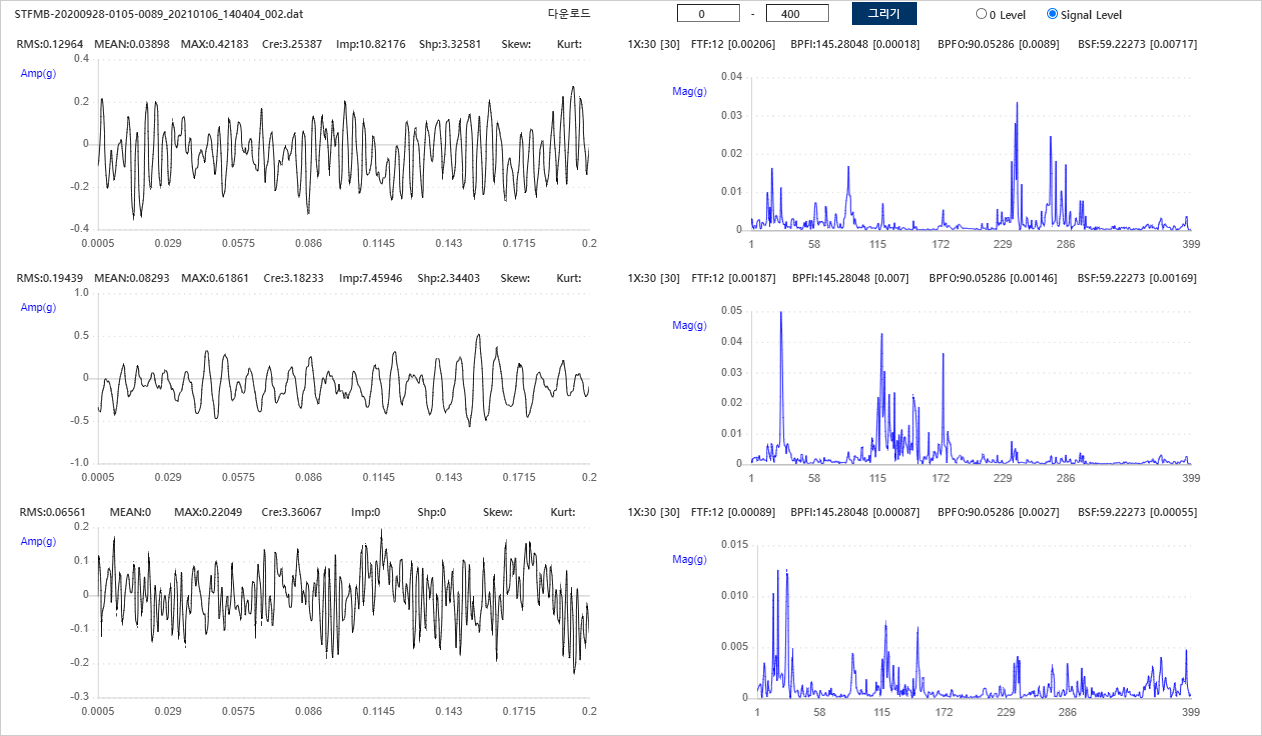 STFMB-20200928-0105-0089_20210106_140404_002.dat 다운로드 0 - 400 그리기 0 Level Signal Level
RMS:0.12964 MEAN:0.03898 MAX:0.42183 Cre:3.25387 Imp:10.82176 Shp:3.32581 Skew: Kurt:
Amp(g)
0.4
0.2
0
-0.2
-0.4
0.0005 0.029 0.0575 0.086 0.1145 0.143 0.1715 0.2
1X:30 [30] FTF:12 [0.00206] BPFI:145.28048 [0.00018] BPFO:90.05286 [0.0089] BSF:59.22273 [0.00717]
Mag(g)
0.04
0.03
0.02
0.01
0
1 58 115 172 229 286 399
RMS:0.19439 MEAN:0.08293 MAX:0.61861 Cre:3.18233 Imp:7.45946 Shp:2.34403 Skew: Kurt:
Amp(g)
1.0
0.5
0
-0.5
-1.0
0.0005 0.029 0.0575 0.086 0.1145 0.143 0.1715 0.2
1X:30 [30] FTF:12 [0.00187] BPFI:145.28048 [0.007] BPFO:90.05286 [0.00146] BSF:59.22273 [0.00169]
Mag(g)
0.05
0.04
0.03
0.02
0.01
0
1 58 115 172 229 286 399
RMS:0.06561 MEAN:0 MAX:0.22049 Cre:3.36067 Imp:0 Shp:0 Skew: Kurt:
Amp(g)
0.2
0.1
0
-0.1
-0.2
-0.3
0.0005 0.029 0.0575 0.086 0.1145 0.143 0.1715 0.2
1X:30 [30] FTF:12 [0.00089] BPFI:145.28048 [0.00087] BPFO:90.05286 [0.0027] BSF:59.22273 [0.00055]
Mag(g)
0.015
0.010
0.005
0
1 58 115 172 229 286 399